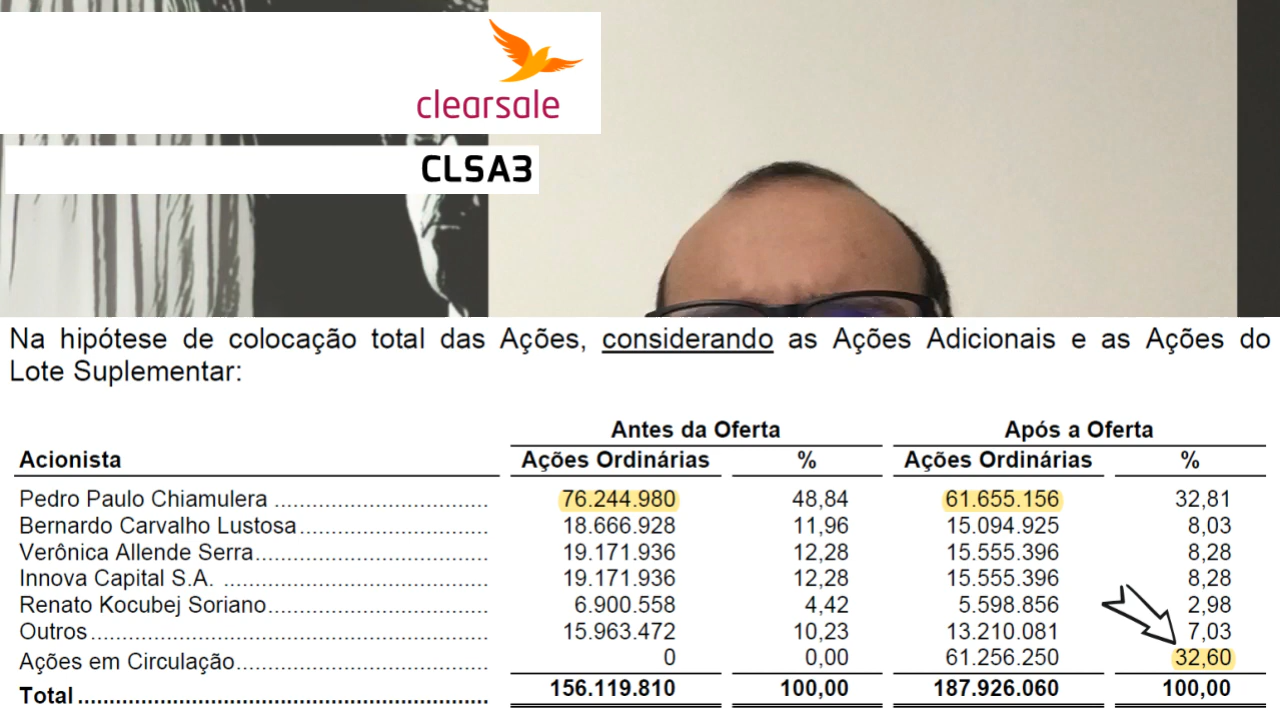 clearsale
CLSA3
Na hipótese de colocação total das Ações, considerando as Ações Adicionais e as Ações do
Lote Suplementar:
Antes da Oferta Após a Oferta
Acionista Ações Ordinárias % Ações Ordinárias %
Pedro Paulo Chiamulera ................................ 76.244.980 48,84 61.655.156 32,81
Bernardo Carvalho Lustosa ............................ 18.666.928 11,96 15.094.925 8,03
Verônica Allende Serra ................................... 19.171.936 12,28 15.555.396 8,28
Innova Capital S.A. ........................................ 19.171.936 12,28 15.555.396 8,28
Renato Kocubej Soriano ................................. 6.900.558 4,42 5.598.856 2,98
Outros ............................................................ 15.963.472 10,23 13.210.081 7,03
Ações em Circulação ...................................... 0 0,00 61.256.250 32,60
Total .............................................................. 156.119.810 100,00 187.926.060 100,00